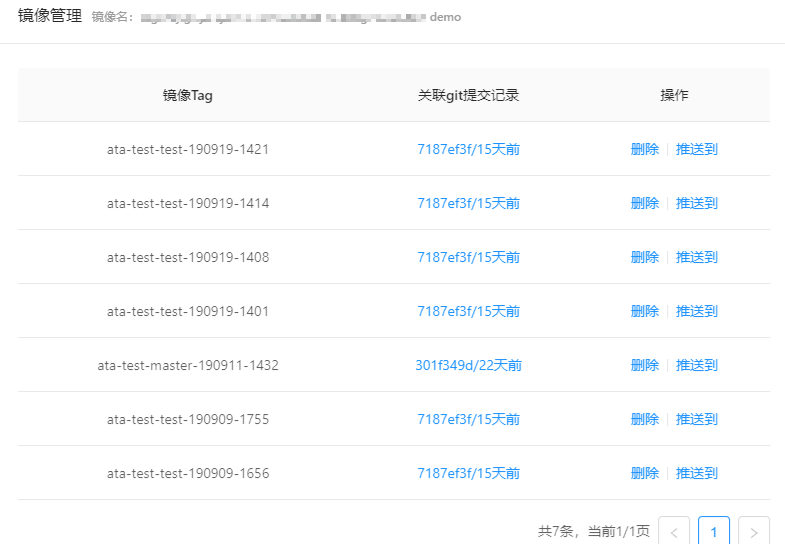 镜像管理 镜像名: demo
镜像Tag 关联git提交记录 操作
ata-test-test-190919-1421 7187ef3f/15天前 删除 推送到
ata-test-test-190919-1414 7187ef3f/15天前 删除 推送到
ata-test-test-190919-1408 7187ef3f/15天前 删除 推送到
ata-test-test-190919-1401 7187ef3f/15天前 删除 推送到
ata-test-master-190911-1432 301f349d/22天前 删除 推送到
ata-test-test-190909-1755 7187ef3f/15天前 删除 推送到
ata-test-test-190909-1656 7187ef3f/15天前 删除 推送到
共7条，当前1/1页 < 1 >